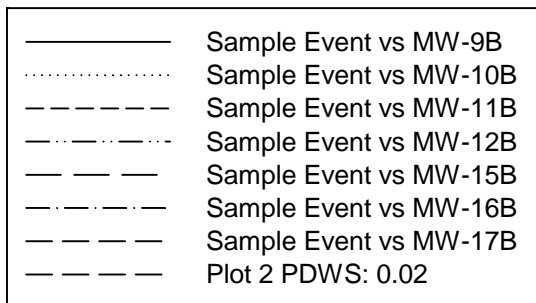 Sample Event vs MW-9B
Sample Event vs MW-10B
Sample Event vs MW-11B
Sample Event vs MW-12B
Sample Event vs MW-15B
Sample Event vs MW-16B
Sample Event vs MW-17B
Plot 2 PDWS: 0.02